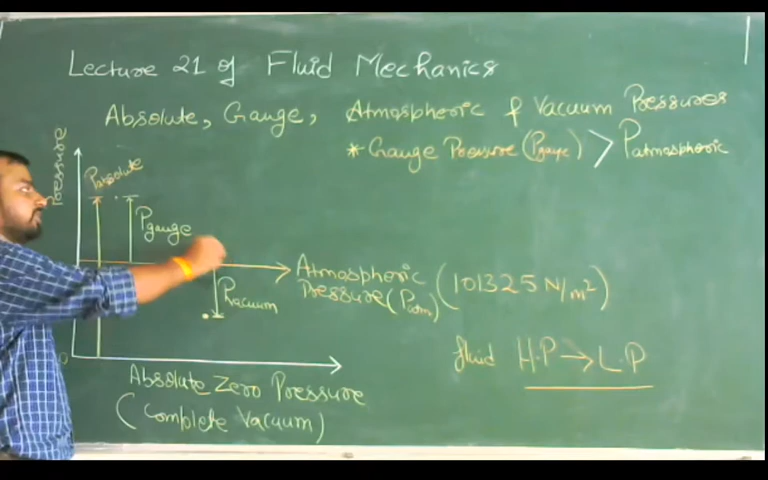 Lecture 21 of Fluid Mechanics
Absolute, Gauge, Atmospheric & Vacuum Pressures
* Gauge Pressure (Pgauge) > Patmospheric
Pressure
Pabsolute
Pgauge
Atmospheric
Pressure (Patm) (101325 N/m²)
Pvacuum
fluid H.P → L.P
0
Absolute Zero Pressure
(Complete Vacuum)